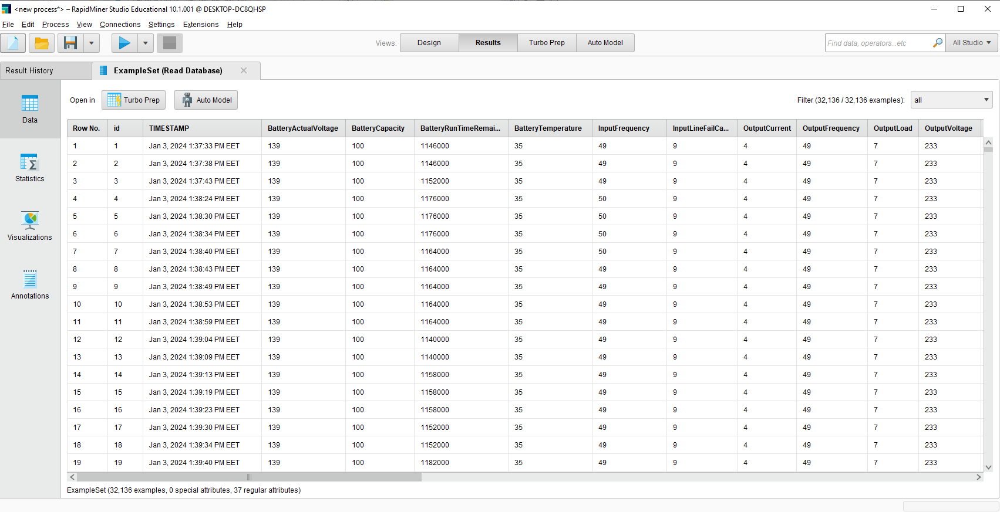 <new process*> – RapidMiner Studio Educational 10.1.001 @ DESKTOP-DC8QHSP
File Edit Process View Connections Settings Extensions Help
Views: Design Results Turbo Prep Auto Model Find data, operators...etc All Studio
Result History ExampleSet (Read Database)
Data
Statistics
Visualizations
Annotations
Open in Turbo Prep Auto Model Filter (32,136 / 32,136 examples): all
Row No. id TIMESTAMP BatteryActualVoltage BatteryCapacity BatteryRunTimeRemai... BatteryTemperature InputFrequency InputLineFailCa... OutputCurrent OutputFrequency OutputLoad OutputVoltage
1 1 Jan 3, 2024 1:37:33 PM EET 139 100 1146000 35 49 9 4 49 7 233
2 2 Jan 3, 2024 1:37:38 PM EET 139 100 1146000 35 49 9 4 49 7 233
3 3 Jan 3, 2024 1:37:43 PM EET 139 100 1152000 35 49 9 4 49 7 233
4 4 Jan 3, 2024 1:38:24 PM EET 139 100 1176000 35 50 9 4 49 7 233
5 5 Jan 3, 2024 1:38:30 PM EET 139 100 1176000 35 50 9 4 49 7 233
6 6 Jan 3, 2024 1:38:34 PM EET 139 100 1176000 35 50 9 4 49 7 233
7 7 Jan 3, 2024 1:38:40 PM EET 139 100 1164000 35 50 9 4 49 7 233
8 8 Jan 3, 2024 1:38:43 PM EET 139 100 1164000 35 49 9 4 49 7 233
9 9 Jan 3, 2024 1:38:49 PM EET 139 100 1164000 35 49 9 4 49 7 233
10 10 Jan 3, 2024 1:38:53 PM EET 139 100 1164000 35 49 9 4 49 7 233
11 11 Jan 3, 2024 1:38:59 PM EET 139 100 1164000 35 49 9 4 49 7 233
12 12 Jan 3, 2024 1:39:04 PM EET 139 100 1140000 35 49 9 4 49 7 233
13 13 Jan 3, 2024 1:39:09 PM EET 139 100 1140000 35 49 9 4 49 7 233
14 14 Jan 3, 2024 1:39:13 PM EET 139 100 1158000 35 49 9 4 49 7 233
15 15 Jan 3, 2024 1:39:19 PM EET 139 100 1158000 35 49 9 4 49 7 233
16 16 Jan 3, 2024 1:39:23 PM EET 139 100 1158000 35 49 9 4 49 7 233
17 17 Jan 3, 2024 1:39:30 PM EET 139 100 1152000 35 49 9 4 49 7 233
18 18 Jan 3, 2024 1:39:34 PM EET 139 100 1152000 35 49 9 4 49 7 233
19 19 Jan 3, 2024 1:39:40 PM EET 139 100 1182000 35 49 9 4 49 7 233
ExampleSet (32,136 examples, 0 special attributes, 37 regular attributes)